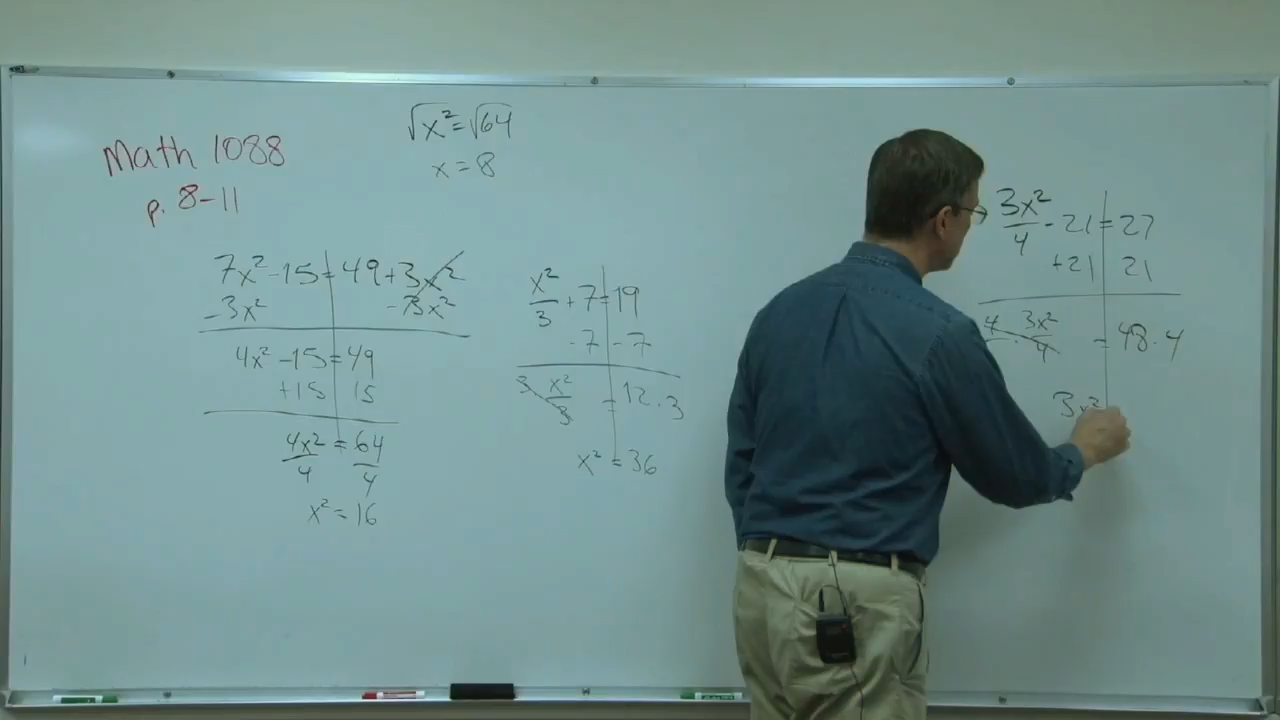 Math 1088
p. 8-11
√x² = √64
x = 8
7x² - 15 = 49 + 3x²
-3x² -3x²
4x² - 15 = 49
+15 15
4x²/4 = 64/4
x² = 16
x²/3 + 7 = 19
-7 -7
3 · x²/3 = 12 · 3
x² = 36
3x²/4 - 21 = 27
+21 21
4 · 3x²/4 = 48 · 4
3x²